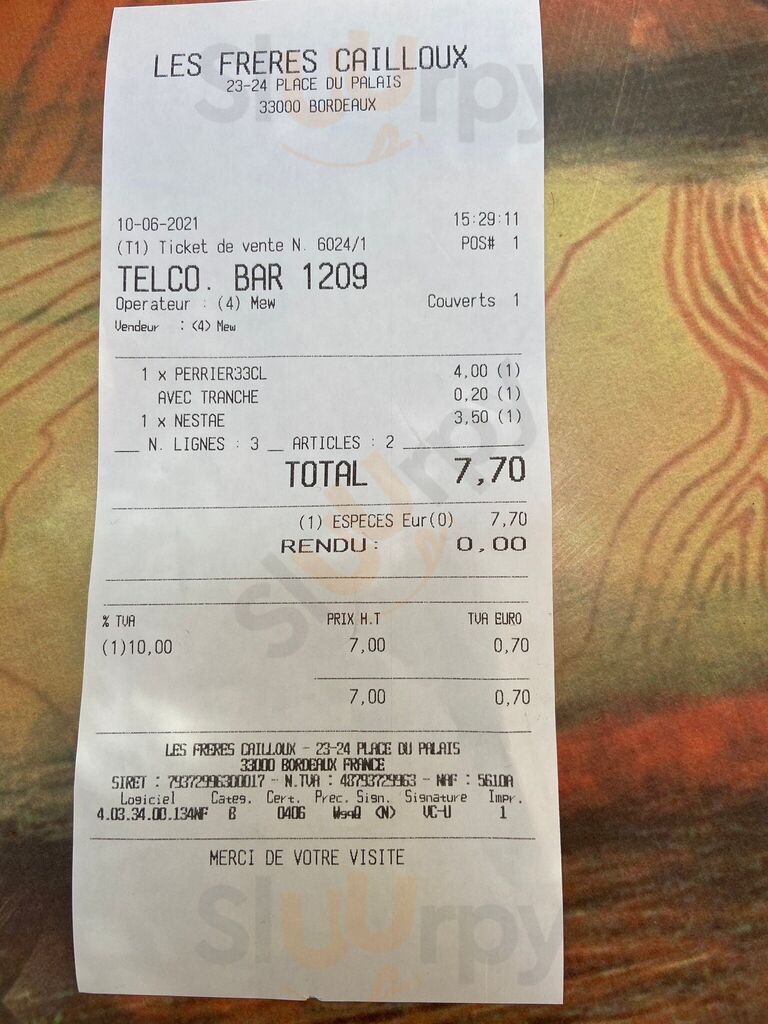 LES FRERES CAILLOUX
23-24 PLACE DU PALAIS
33000 BORDEAUX
10-06-2021 15:29:11
(T1) Ticket de vente N. 6024/1 POS# 1
TELCO. BAR 1209
Operateur : (4) Mew Couverts 1
Vendeur : (4) Mew
1 x PERRIER33CL 4,00 (1)
AVEC TRANCHE 0,20 (1)
1 x NESTAE 3,50 (1)
N. LIGNES : 3 ARTICLES : 2
TOTAL 7,70
(1) ESPECES Eur(0) 7,70
RENDU: 0,00
% TVA PRIX H.T TVA EURO
(1)10,00 7,00 0,70
7,00 0,70
LES FRERES CAILLOUX - 23-24 PLACE DU PALAIS
33000 BORDEAUX FRANCE
SIRET : 79372996300017 - N.TVA : 48793729963 - NAF : 5610A
Logiciel Categ. Cert. Prec. Sign. Signature Impr.
4.03.34.00.134NF B 0406 WgqQ (N) VC-U 1
MERCI DE VOTRE VISITE
Sluurpy
Sluurpy
Sluurpy